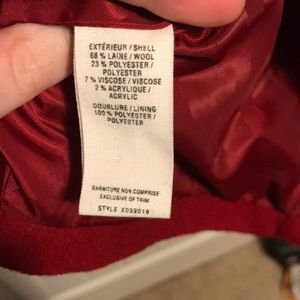 EXTÉRIEUR / SHELL
68 % LAINE / WOOL
23 % POLYESTER /
POLYESTER
7 % VISCOSE / VISCOSE
2 % ACRYLIQUE /
ACRYLIC
DOUBLURE / LINING
100 % POLYESTER /
POLYESTER
GARNITURE NON COMPRISE
EXCLUSIVE OF TRIM
STYLE X099018